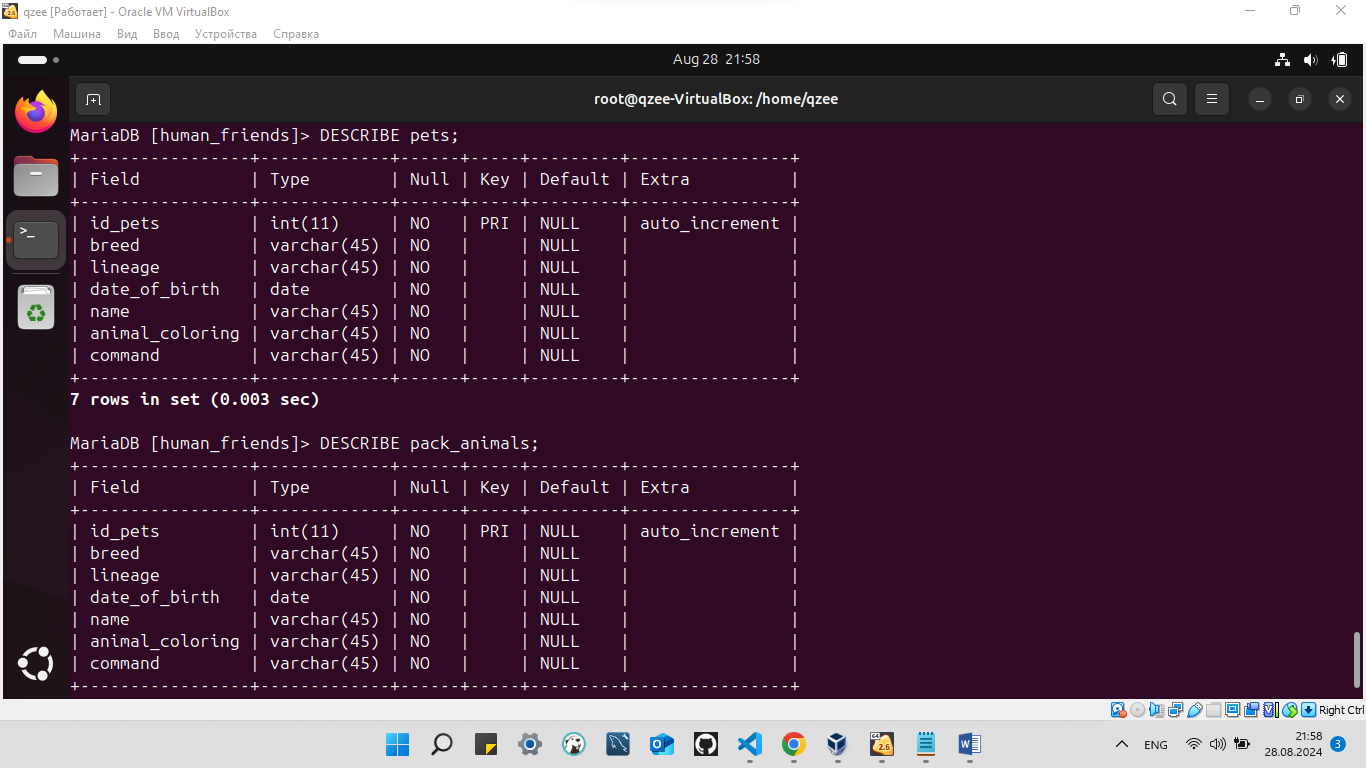 qzee [Работает] - Oracle VM VirtualBox
Файл Машина Вид Ввод Устройства Справка
Aug 28 21:58
root@qzee-VirtualBox: /home/qzee
MariaDB [human_friends]> DESCRIBE pets;
+-----------------+-------------+------+-----+---------+----------------+
| Field           | Type        | Null | Key | Default | Extra          |
+-----------------+-------------+------+-----+---------+----------------+
| id_pets         | int(11)     | NO   | PRI | NULL    | auto_increment |
| breed           | varchar(45) | NO   |     | NULL    |                |
| lineage         | varchar(45) | NO   |     | NULL    |                |
| date_of_birth   | date        | NO   |     | NULL    |                |
| name            | varchar(45) | NO   |     | NULL    |                |
| animal_coloring | varchar(45) | NO   |     | NULL    |                |
| command         | varchar(45) | NO   |     | NULL    |                |
+-----------------+-------------+------+-----+---------+----------------+
7 rows in set (0.003 sec)
MariaDB [human_friends]> DESCRIBE pack_animals;
+-----------------+-------------+------+-----+---------+----------------+
| Field           | Type        | Null | Key | Default | Extra          |
+-----------------+-------------+------+-----+---------+----------------+
| id_pets         | int(11)     | NO   | PRI | NULL    | auto_increment |
| breed           | varchar(45) | NO   |     | NULL    |                |
| lineage         | varchar(45) | NO   |     | NULL    |                |
| date_of_birth   | date        | NO   |     | NULL    |                |
| name            | varchar(45) | NO   |     | NULL    |                |
| animal_coloring | varchar(45) | NO   |     | NULL    |                |
| command         | varchar(45) | NO   |     | NULL    |                |
+-----------------+-------------+------+-----+---------+----------------+
Right Ctrl
ENG
21:58
28.08.2024
3
2.6